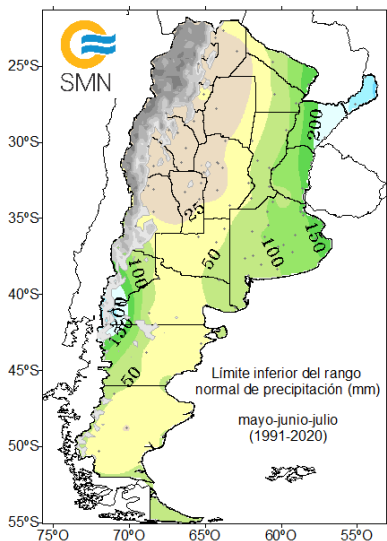 SMN
25°S
30°S
35°S
40°S
45°S
50°S
55°S
200
25
150
100
50
100
200
150
50
Límite inferior del rango
normal de precipitación (mm)
mayo-junio-julio
(1991-2020)
75°O
70°O
65°O
60°O
55°O